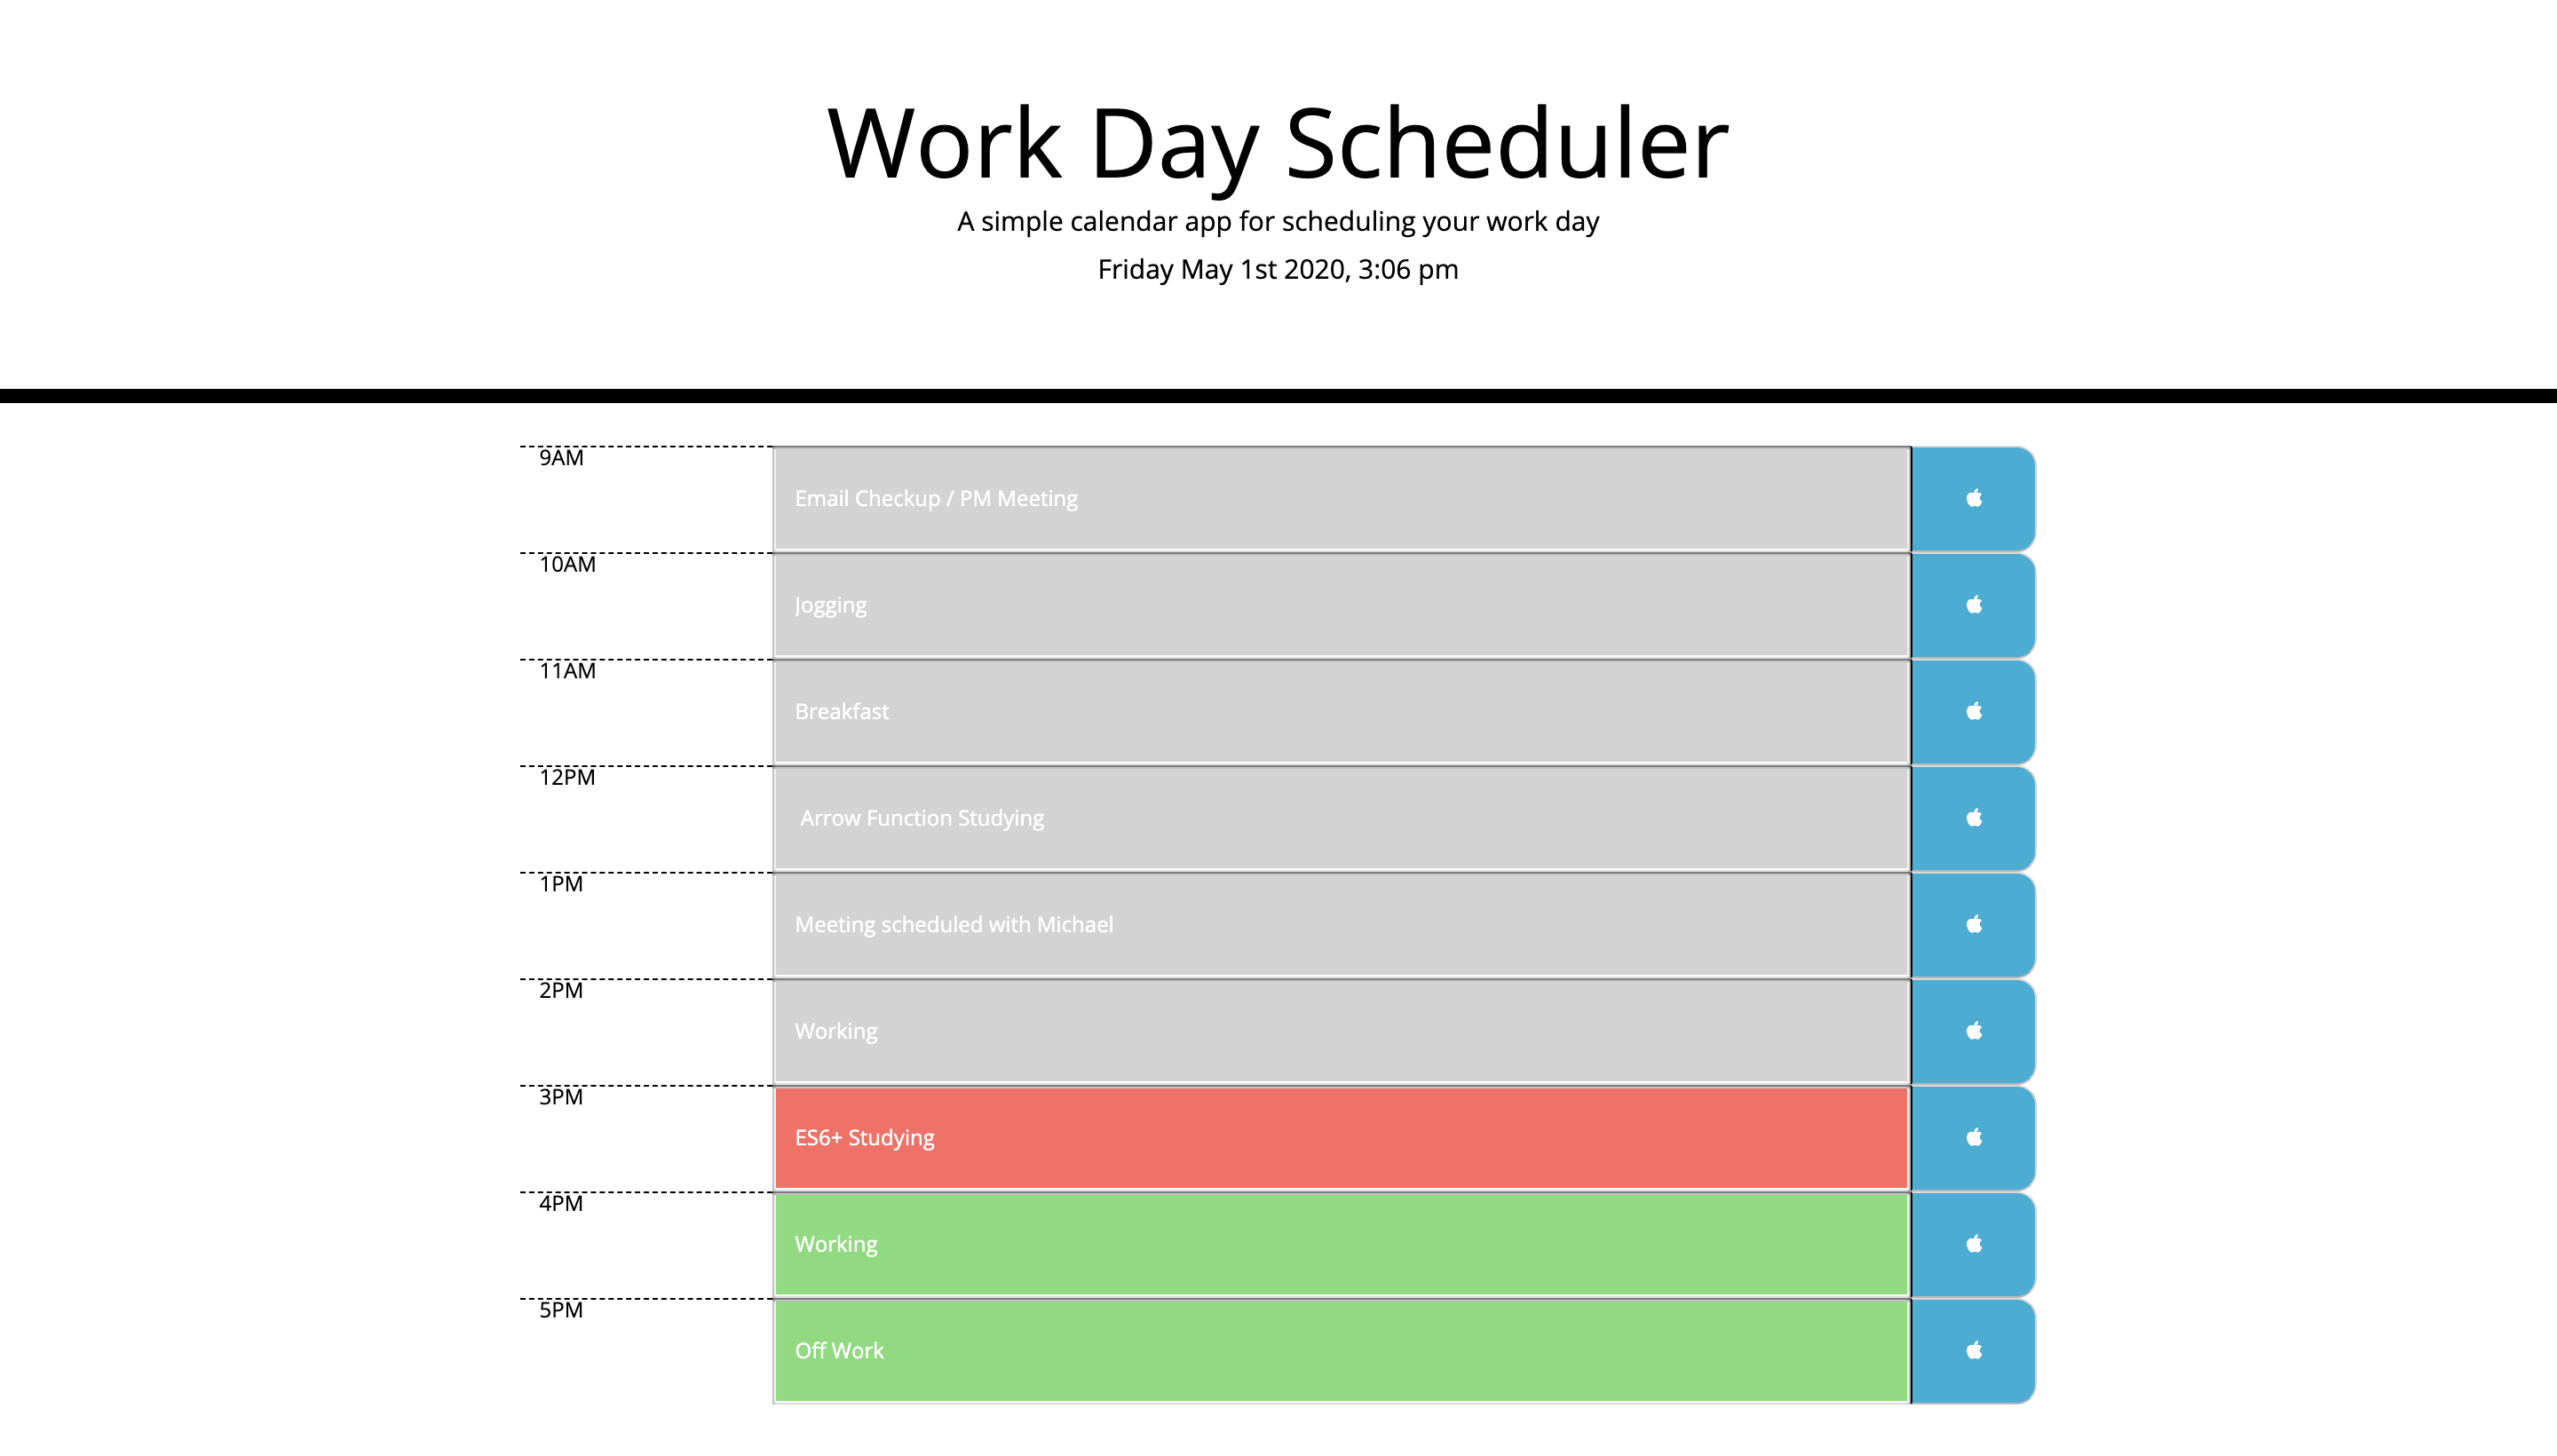 Work Day Scheduler
A simple calendar app for scheduling your work day
Friday May 1st 2020, 3:06 pm
9AM
Email Checkup / PM Meeting
10AM
Jogging
11AM
Breakfast
12PM
Arrow Function Studying
1PM
Meeting scheduled with Michael
2PM
Working
3PM
ES6+ Studying
4PM
Working
5PM
Off Work